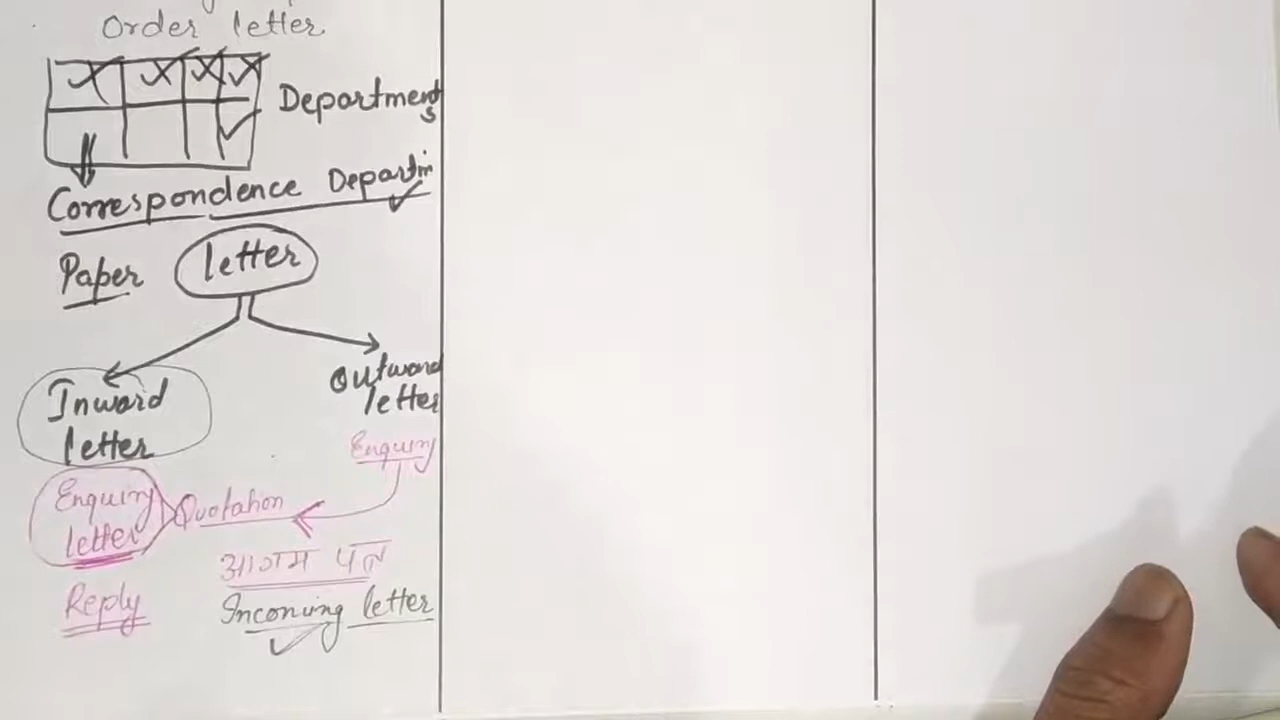 Order letter
Departments
Correspondence Departm
Paper letter
Inward letter
Outward letter
Enquiry
Enquiry letter
Quotation
आगम पत्र
Reply
Incoming letter